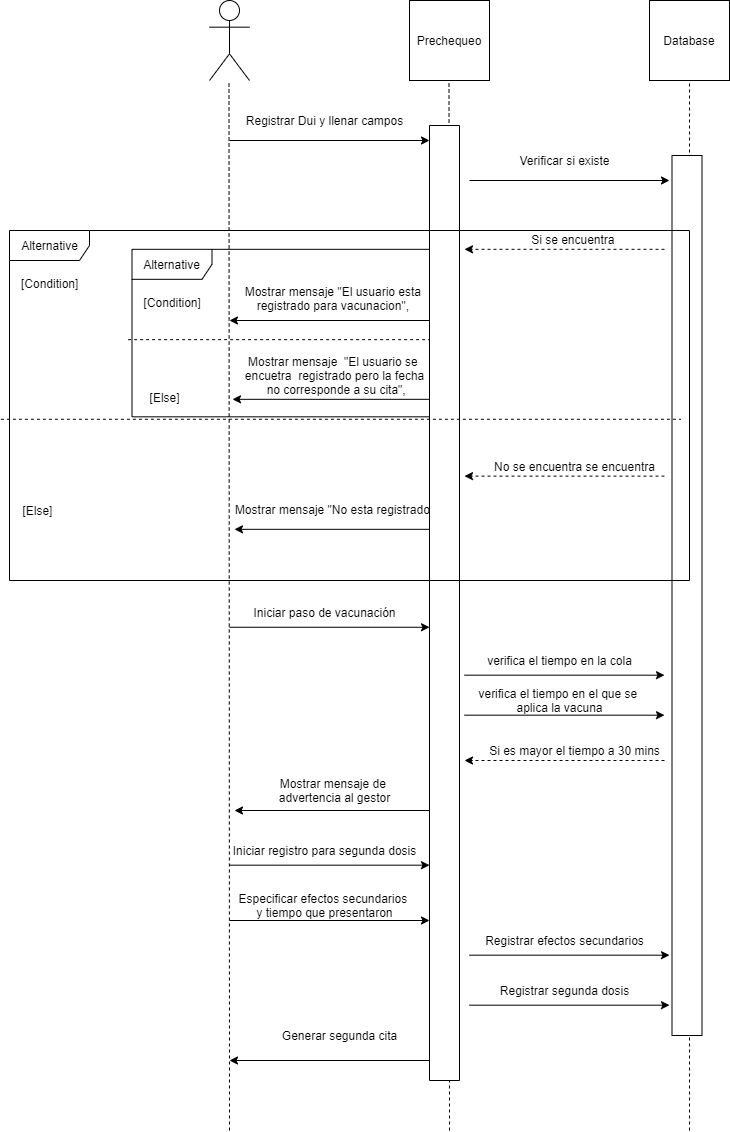 Prechequeo
Database
Registrar Dui y llenar campos
Verificar si existe
Si se encuentra
Alternative
Alternative
[Condition]
[Condition]
Mostrar mensaje "El usuario esta
registrado para vacunacion",
Mostrar mensaje "El usuario se
encuetra registrado pero la fecha
no corresponde a su cita",
[Else]
No se encuentra se encuentra
[Else]
Mostrar mensaje "No esta registrado
Iniciar paso de vacunación
verifica el tiempo en la cola
verifica el tiempo en el que se
aplica la vacuna
Si es mayor el tiempo a 30 mins
Mostrar mensaje de
advertencia al gestor
Iniciar registro para segunda dosis
Especificar efectos secundarios
y tiempo que presentaron
Registrar efectos secundarios
Registrar segunda dosis
Generar segunda cita